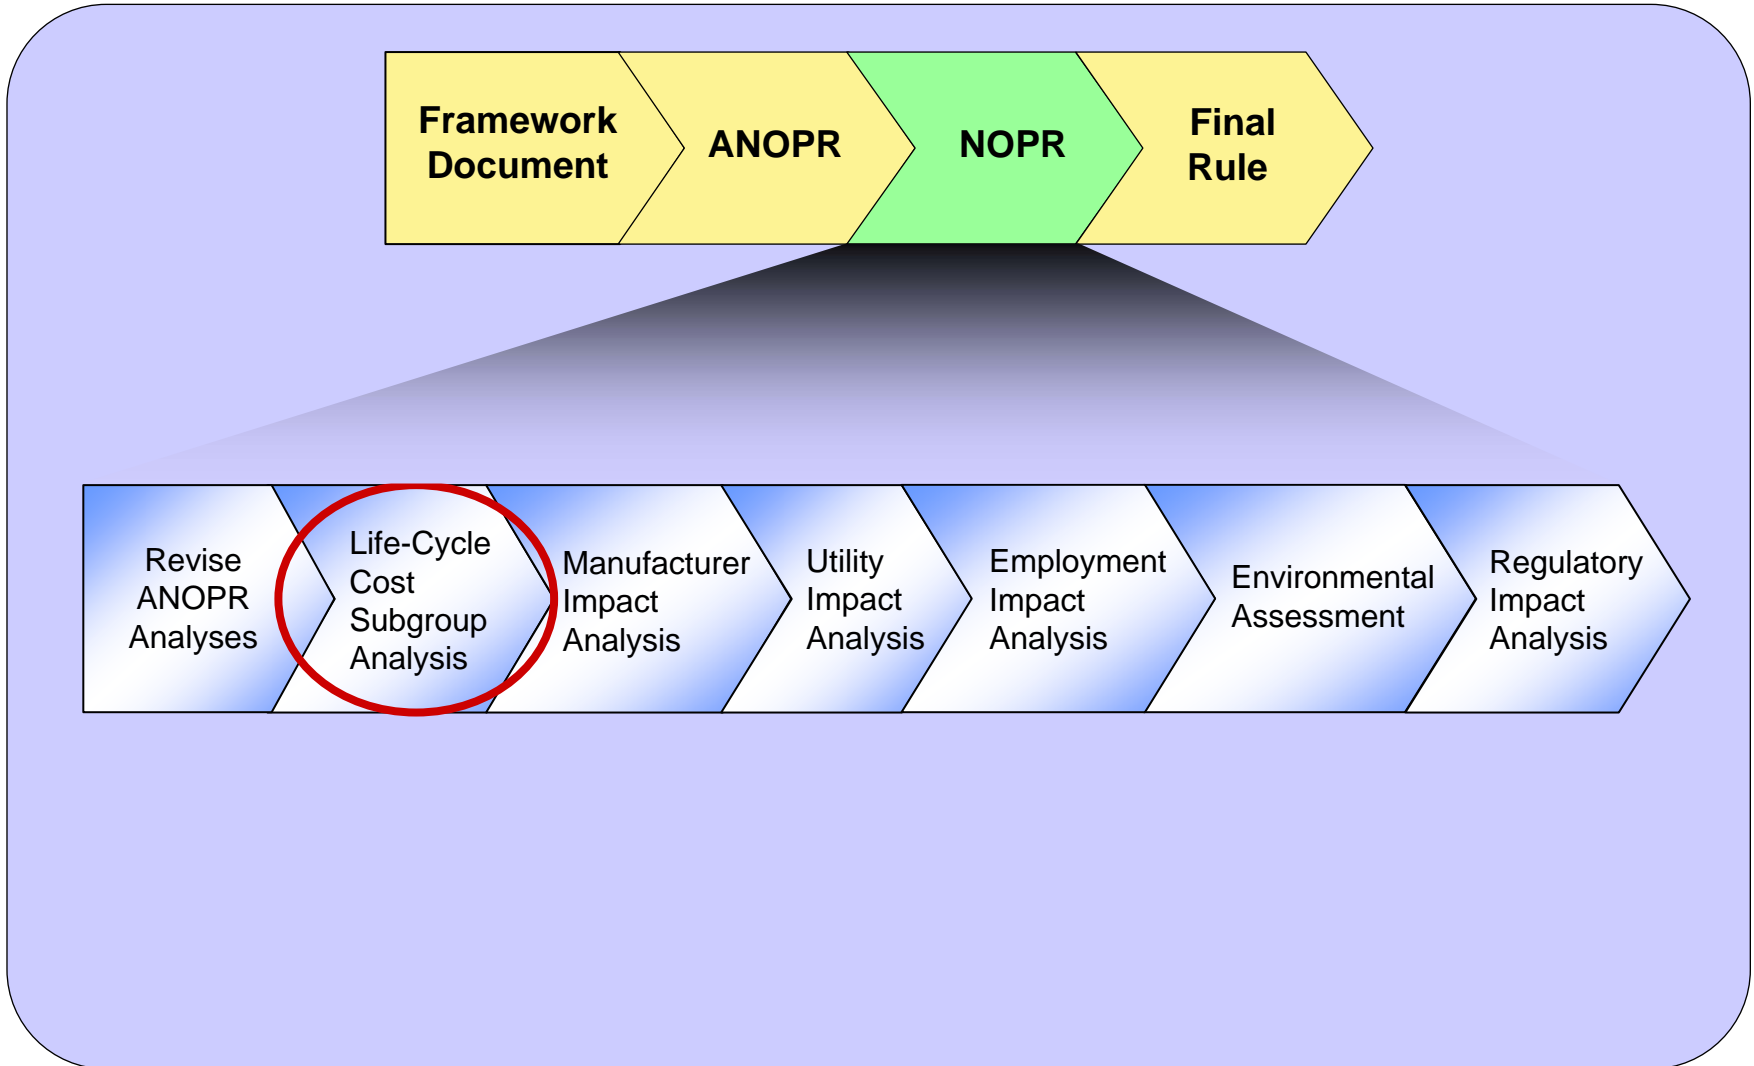 Framework
Document
ANOPR
NOPR
Final
Rule
Revise
ANOPR
Analyses
Life-Cycle
Cost
Subgroup
Analysis
Manufacturer
Impact
Analysis
Utility
Impact
Analysis
Employment
Impact
Analysis
Environmental
Assessment
Regulatory
Impact
Analysis